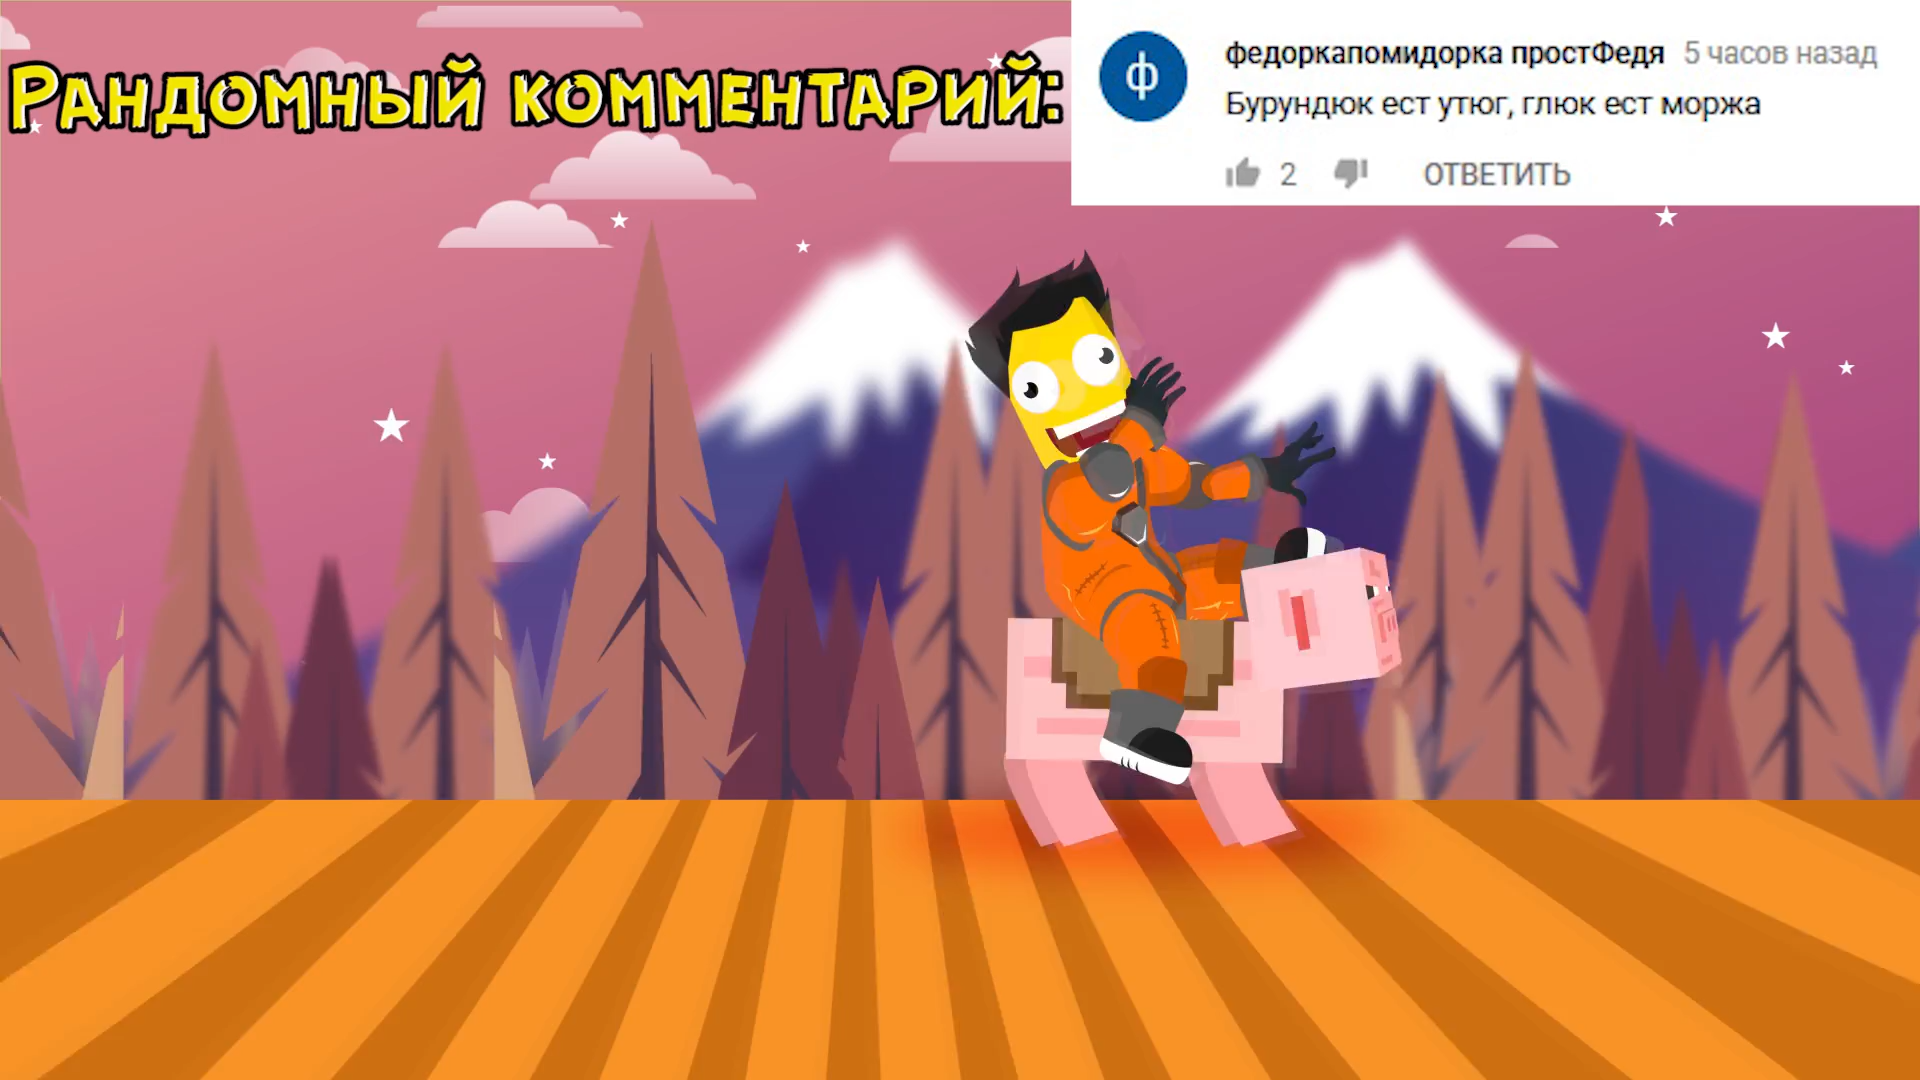 Рандомный комментарий:
ф
федоркапомидорка простФедя 5 часов назад
Бурундюк ест утюг, глюк ест моржа
2 ОТВЕТИТЬ